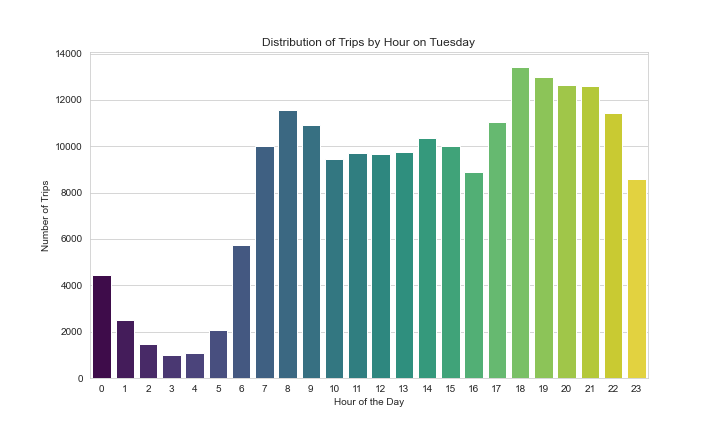 Distribution of Trips by Hour on Tuesday
14000
12000
10000
8000
6000
4000
2000
0
Number of Trips
0 1 2 3 4 5 6 7 8 9 10 11 12 13 14 15 16 17 18 19 20 21 22 23
Hour of the Day